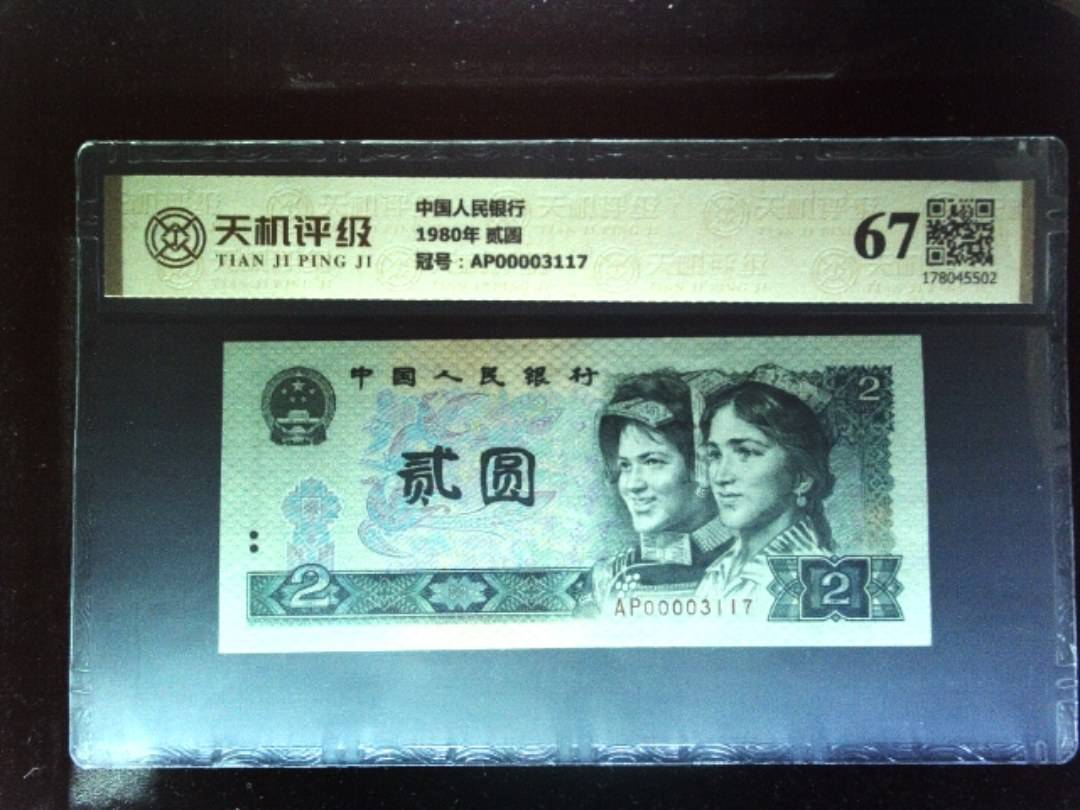 天机评级
TIAN JI PING JI
中国人民银行
1980年 贰圆
冠号：AP00003117
67
178045502
中国人民银行
2
贰圆
2
AP00003117
2